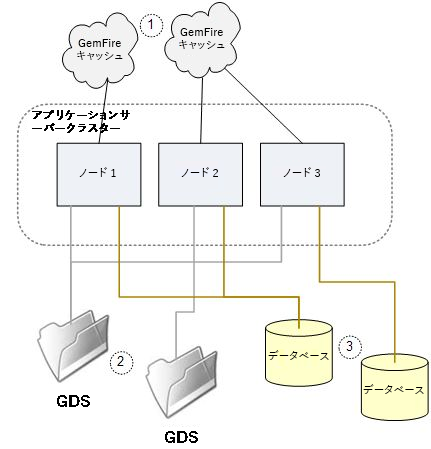 GemFire
キャッシュ
1
GemFire
キャッシュ
アプリケーションサ
ーバークラスター
ノード 1
ノード 2
ノード 3
2
3
データベース
データベース
GDS
GDS